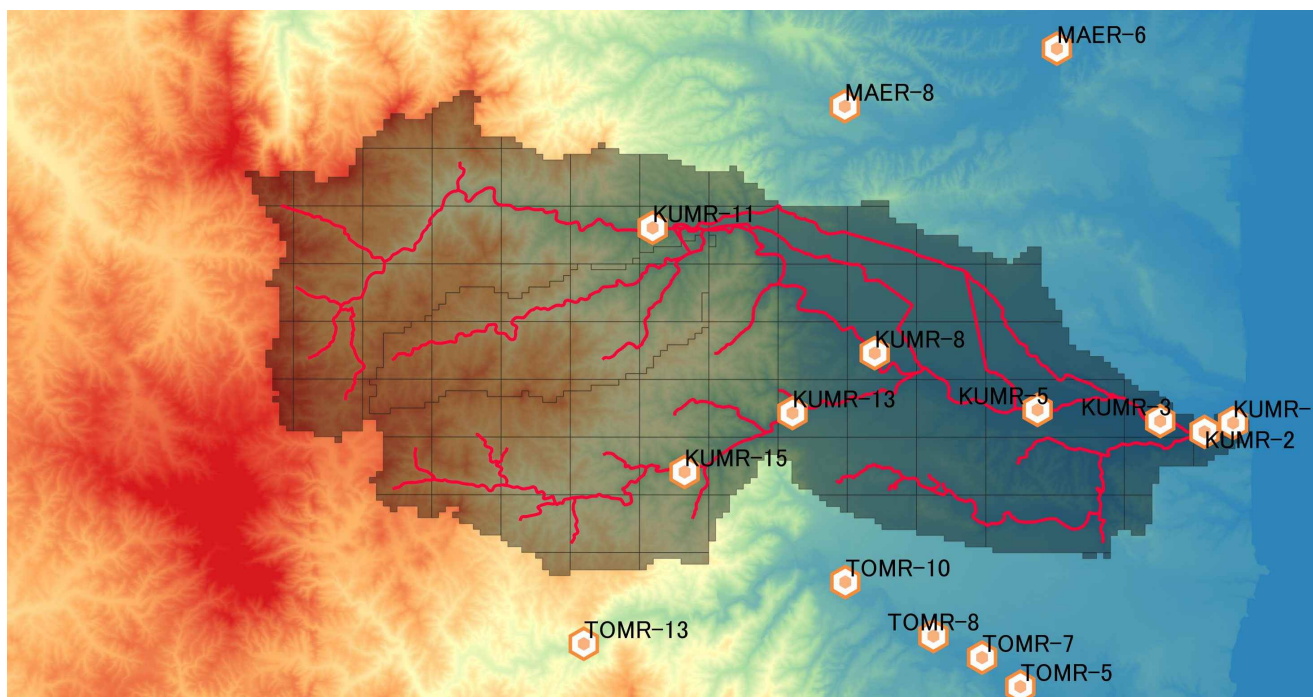 MAER-6
MAER-8
KUMR-11
KUMR-8
KUMR-5
KUMR-13
KUMR-3
KUMR-
KUMR-2
KUMR-15
TOMR-10
TOMR-13
TOMR-8
TOMR-7
TOMR-5